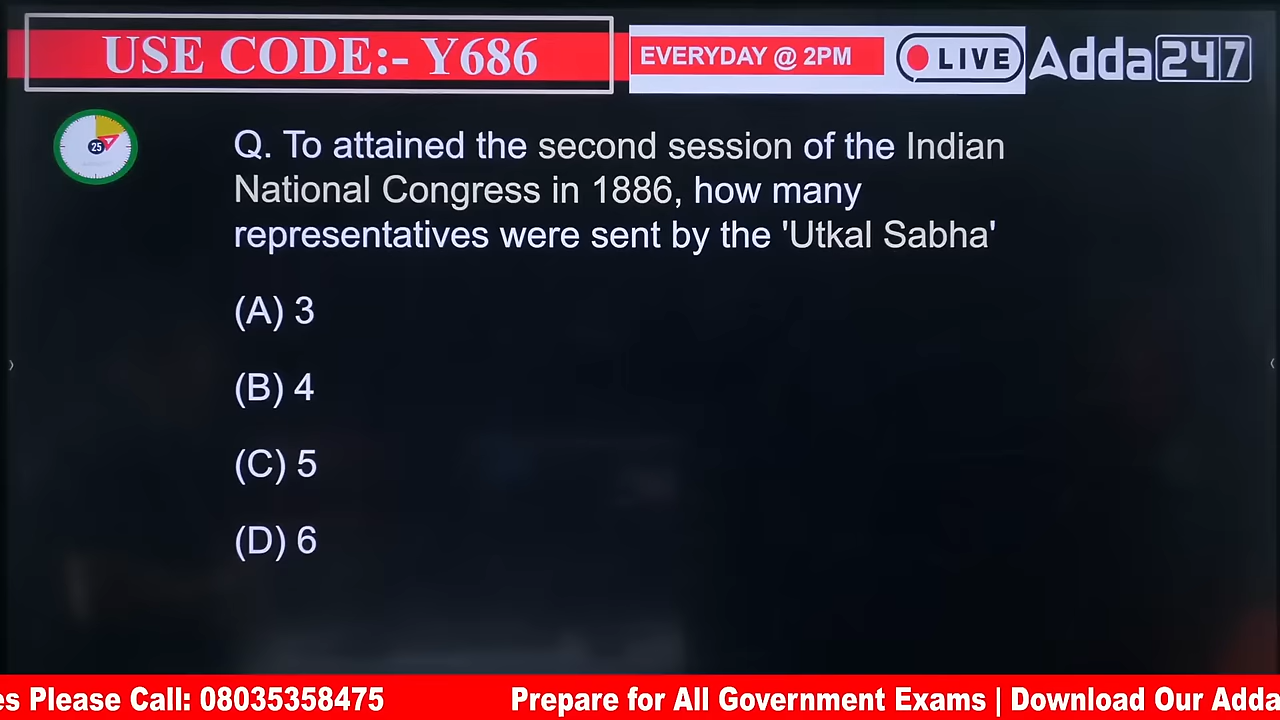 USE CODE:- Y686
EVERYDAY @ 2PM
LIVE
Adda247
25
Q. To attained the second session of the Indian
National Congress in 1886, how many
representatives were sent by the 'Utkal Sabha'
(A) 3
(B) 4
(C) 5
(D) 6
es Please Call: 08035358475
Prepare for All Government Exams | Download Our Adda